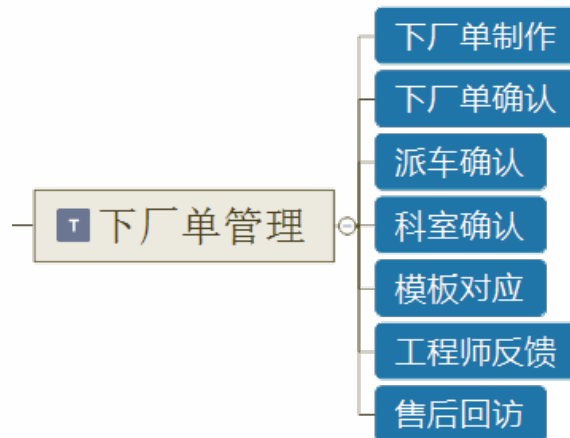 下厂单制作
下厂单确认
派车确认
T 下厂单管理
科室确认
模板对应
工程师反馈
售后回访